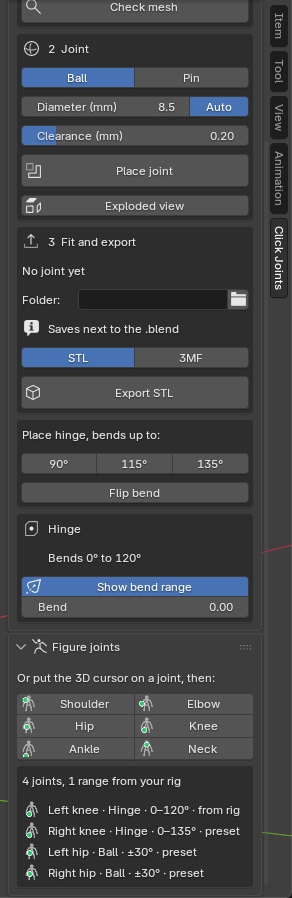 Check mesh
2 Joint
Ball Pin
Diameter (mm) 8.5 Auto
Clearance (mm) 0.20
Place joint
Exploded view
3 Fit and export
No joint yet
Folder:
Saves next to the .blend
STL 3MF
Export STL
Place hinge, bends up to:
90° 115° 135°
Flip bend
Hinge
Bends 0° to 120°
Show bend range
Bend 0.00
Figure joints
Or put the 3D cursor on a joint, then:
Shoulder Elbow
Hip Knee
Ankle Neck
4 joints, 1 range from your rig
Left knee · Hinge · 0–120° · from rig
Right knee · Hinge · 0–135° · preset
Left hip · Ball · ±30° · preset
Right hip · Ball · ±30° · preset
Item
Tool
View
Animation
Click Joints